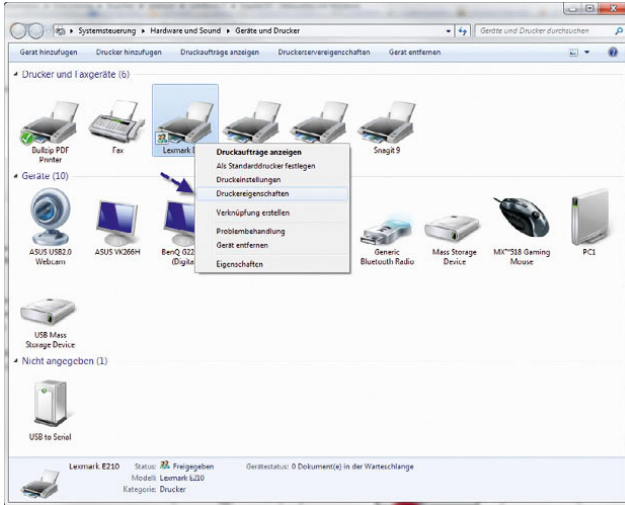 Systemsteuerung ▸ Hardware und Sound ▸ Geräte und Drucker
Geräte und Drucker durchsuchen
Gerät hinzufügen Drucker hinzufügen Druckaufträge anzeigen Druckerservereigenschaften Gerät entfernen
Drucker und Faxgeräte (6)
Bullzip PDF Printer
Fax
Lexmark
Snagit 9
Druckaufträge anzeigen
Als Standarddrucker festlegen
Druckeinstellungen
Druckereigenschaften
Verknüpfung erstellen
Problembehandlung
Gerät entfernen
Eigenschaften
Geräte (10)
ASUS USB2.0
Webcam
ASUS VK266H
BenQ G22
(Digita
Generic
Bluetooth Radio
Mass Storage
Device
MX™518 Gaming
Mouse
PC1
USB Mass
Storage Device
Nicht angegeben (1)
USB to Serial
Lexmark E210 Status: Freigegeben Gerätestatus: 0 Dokument(e) in der Warteschlange
Modell: Lexmark E210
Kategorie: Drucker